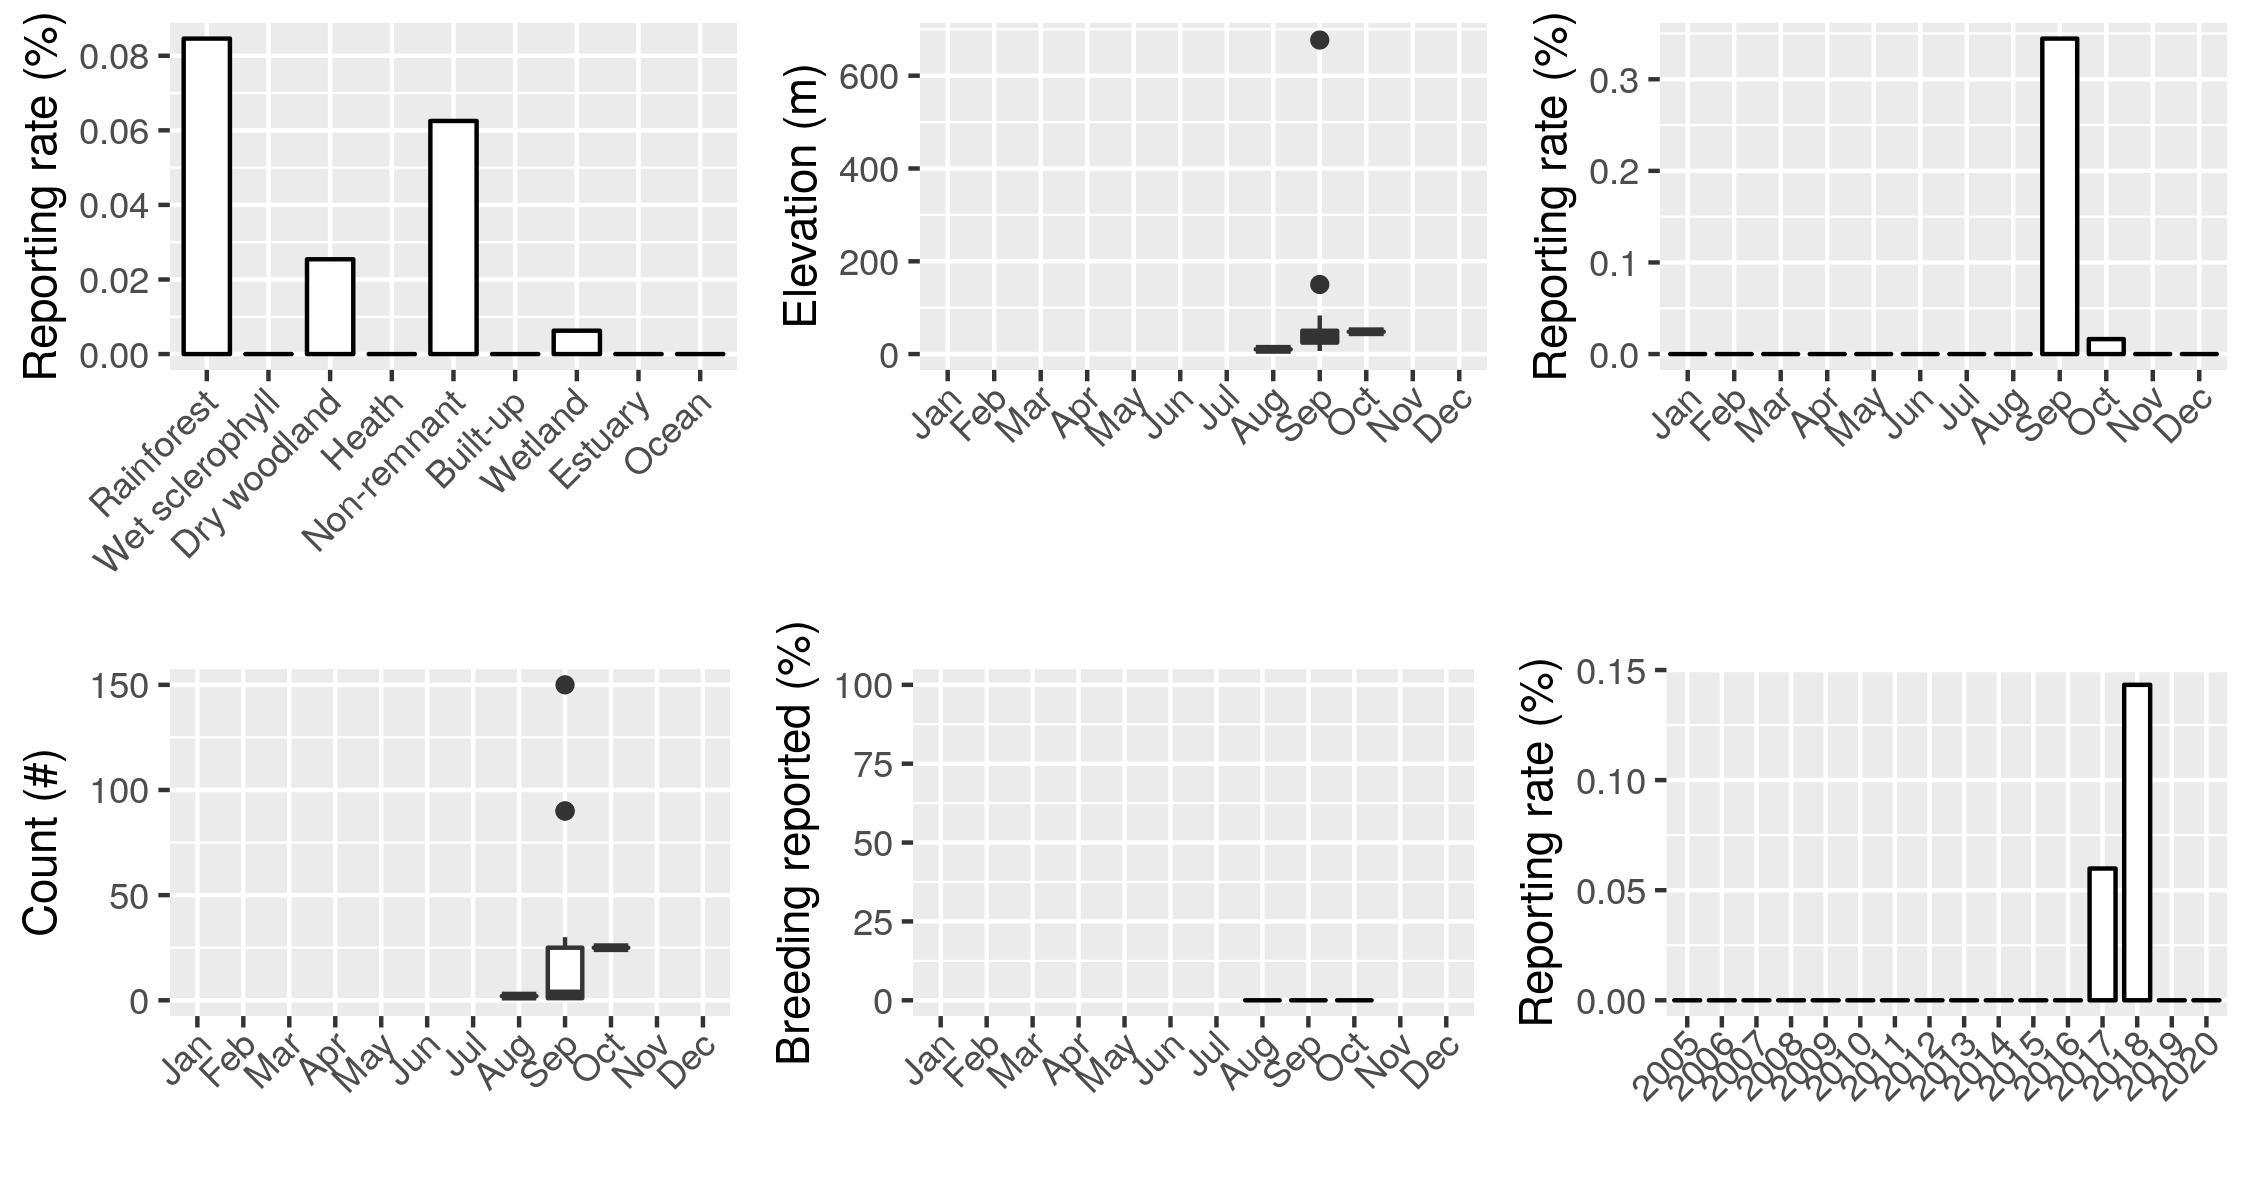 Reporting rate (%)
0.08
0.06
0.04
0.02
0.00
Rainforest
Wet sclerophyll
Dry woodland
Heath
Non-remnant
Built-up
Wetland
Estuary
Ocean
Elevation (m)
600
400
200
0
Jan Feb Mar Apr May Jun Jul Aug Sep Oct Nov Dec
Reporting rate (%)
0.3
0.2
0.1
0.0
Jan Feb Mar Apr May Jun Jul Aug Sep Oct Nov Dec
Count (#)
150
100
50
0
Jan Feb Mar Apr May Jun Jul Aug Sep Oct Nov Dec
Breeding reported (%)
100
75
50
25
0
Jan Feb Mar Apr May Jun Jul Aug Sep Oct Nov Dec
Reporting rate (%)
0.15
0.10
0.05
0.00
2005 2006 2007 2008 2009 2010 2011 2012 2013 2014 2015 2016 2017 2018 2019 2020